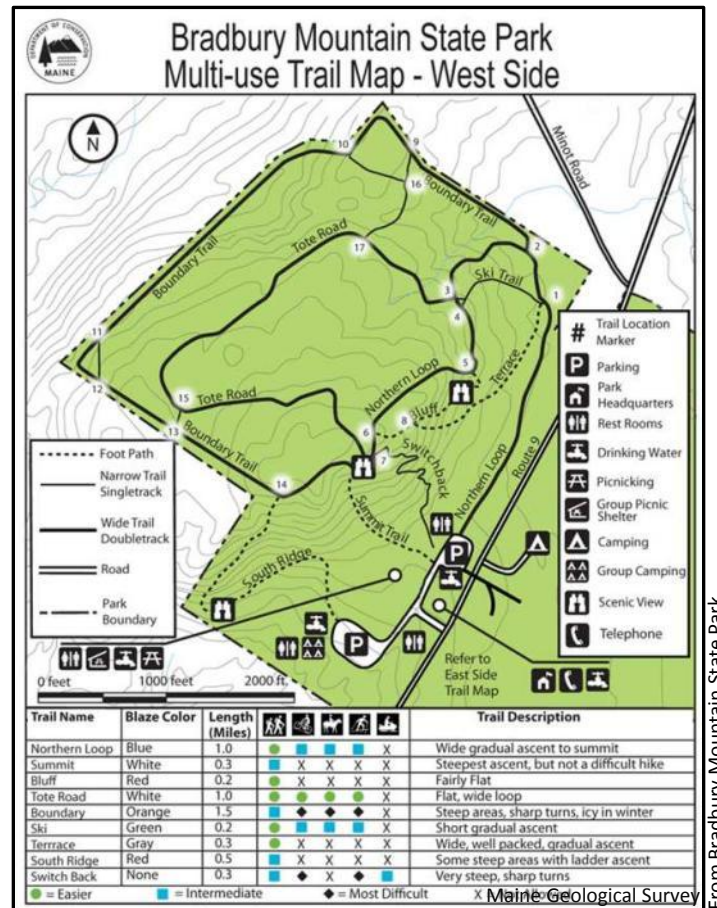 DEPARTMENT OF CONSERVATION
MAINE
Bradbury Mountain State Park
Multi-use Trail Map - West Side
N
Minot Road
10
9
16
Boundary Trail
2
Tote Road
17
Boundary Trail
Ski Trail
3
1
4
11
5
Northern Loop
Terrace
12
15
Tote Road
8
Bluff
6
13
Boundary Trail
7
Switchback
14
Summit Trail
Northern Loop
Route 9
South Ridge
P
P
Refer to
East Side
Trail Map
Foot Path
Narrow Trail
Singletrack
Wide Trail
Doubletrack
Road
Park
Boundary
# Trail Location
Marker
P Parking
Park
Headquarters
Rest Rooms
Drinking Water
Picnicking
Group Picnic
Shelter
Camping
Group Camping
Scenic View
Telephone
0 feet 1000 feet 2000 ft.
Trail Name Blaze Color Length (Miles) Trail Description
Northern Loop Blue 1.0 Wide gradual ascent to summit
Summit White 0.3 X X X X Steepest ascent, but not a difficult hike
Bluff Red 0.2 X X X X Fairly Flat
Tote Road White 1.0 X Flat, wide loop
Boundary Orange 1.5 X Steep areas, sharp turns, icy in winter
Ski Green 0.2 X Short gradual ascent
Terrrace Gray 0.3 X X X X Wide, well packed, gradual ascent
South Ridge Red 0.5 X X X X Some steep areas with ladder ascent
Switch Back None 0.3 X Very steep, sharp turns
= Easier = Intermediate = Most Difficult X
Maine Geological Survey
From Bradbury Mountain State Park